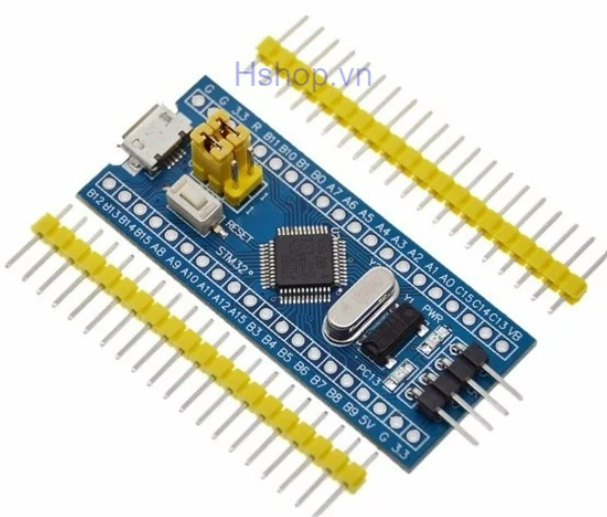 Hshop.vn
G G 3.3 R B11 B10 B1 B0 A7 A6 A5 A4 A3 A2 A1 A0 C15 C14 C13 VB
RESET
STM32
Y1
PWR
PC13
B12 B13 B14 B15 A8 A9 A10 A11 A12 A15 B3 B4 B5 B6 B7 B8 B9 5V G 3.3